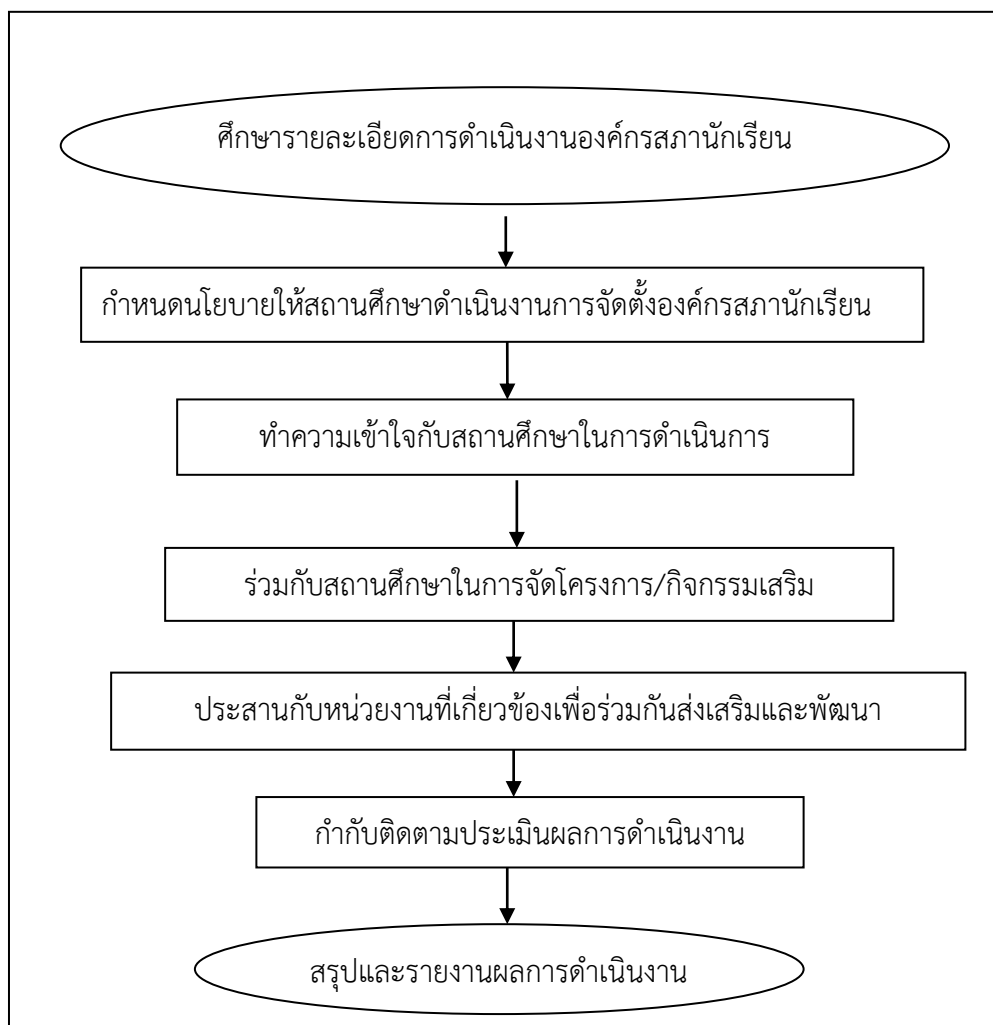 ศึกษารายละเอียดการดำเนินงานองค์กรสภานักเรียน
กำหนดนโยบายให้สถานศึกษาดำเนินงานการจัดตั้งองค์กรสภานักเรียน
ทำความเข้าใจกับสถานศึกษาในการดำเนินการ
ร่วมกับสถานศึกษาในการจัดโครงการ/กิจกรรมเสริม
ประสานกับหน่วยงานที่เกี่ยวข้องเพื่อร่วมกันส่งเสริมและพัฒนา
กำกับติดตามประเมินผลการดำเนินงาน
สรุปและรายงานผลการดำเนินงาน